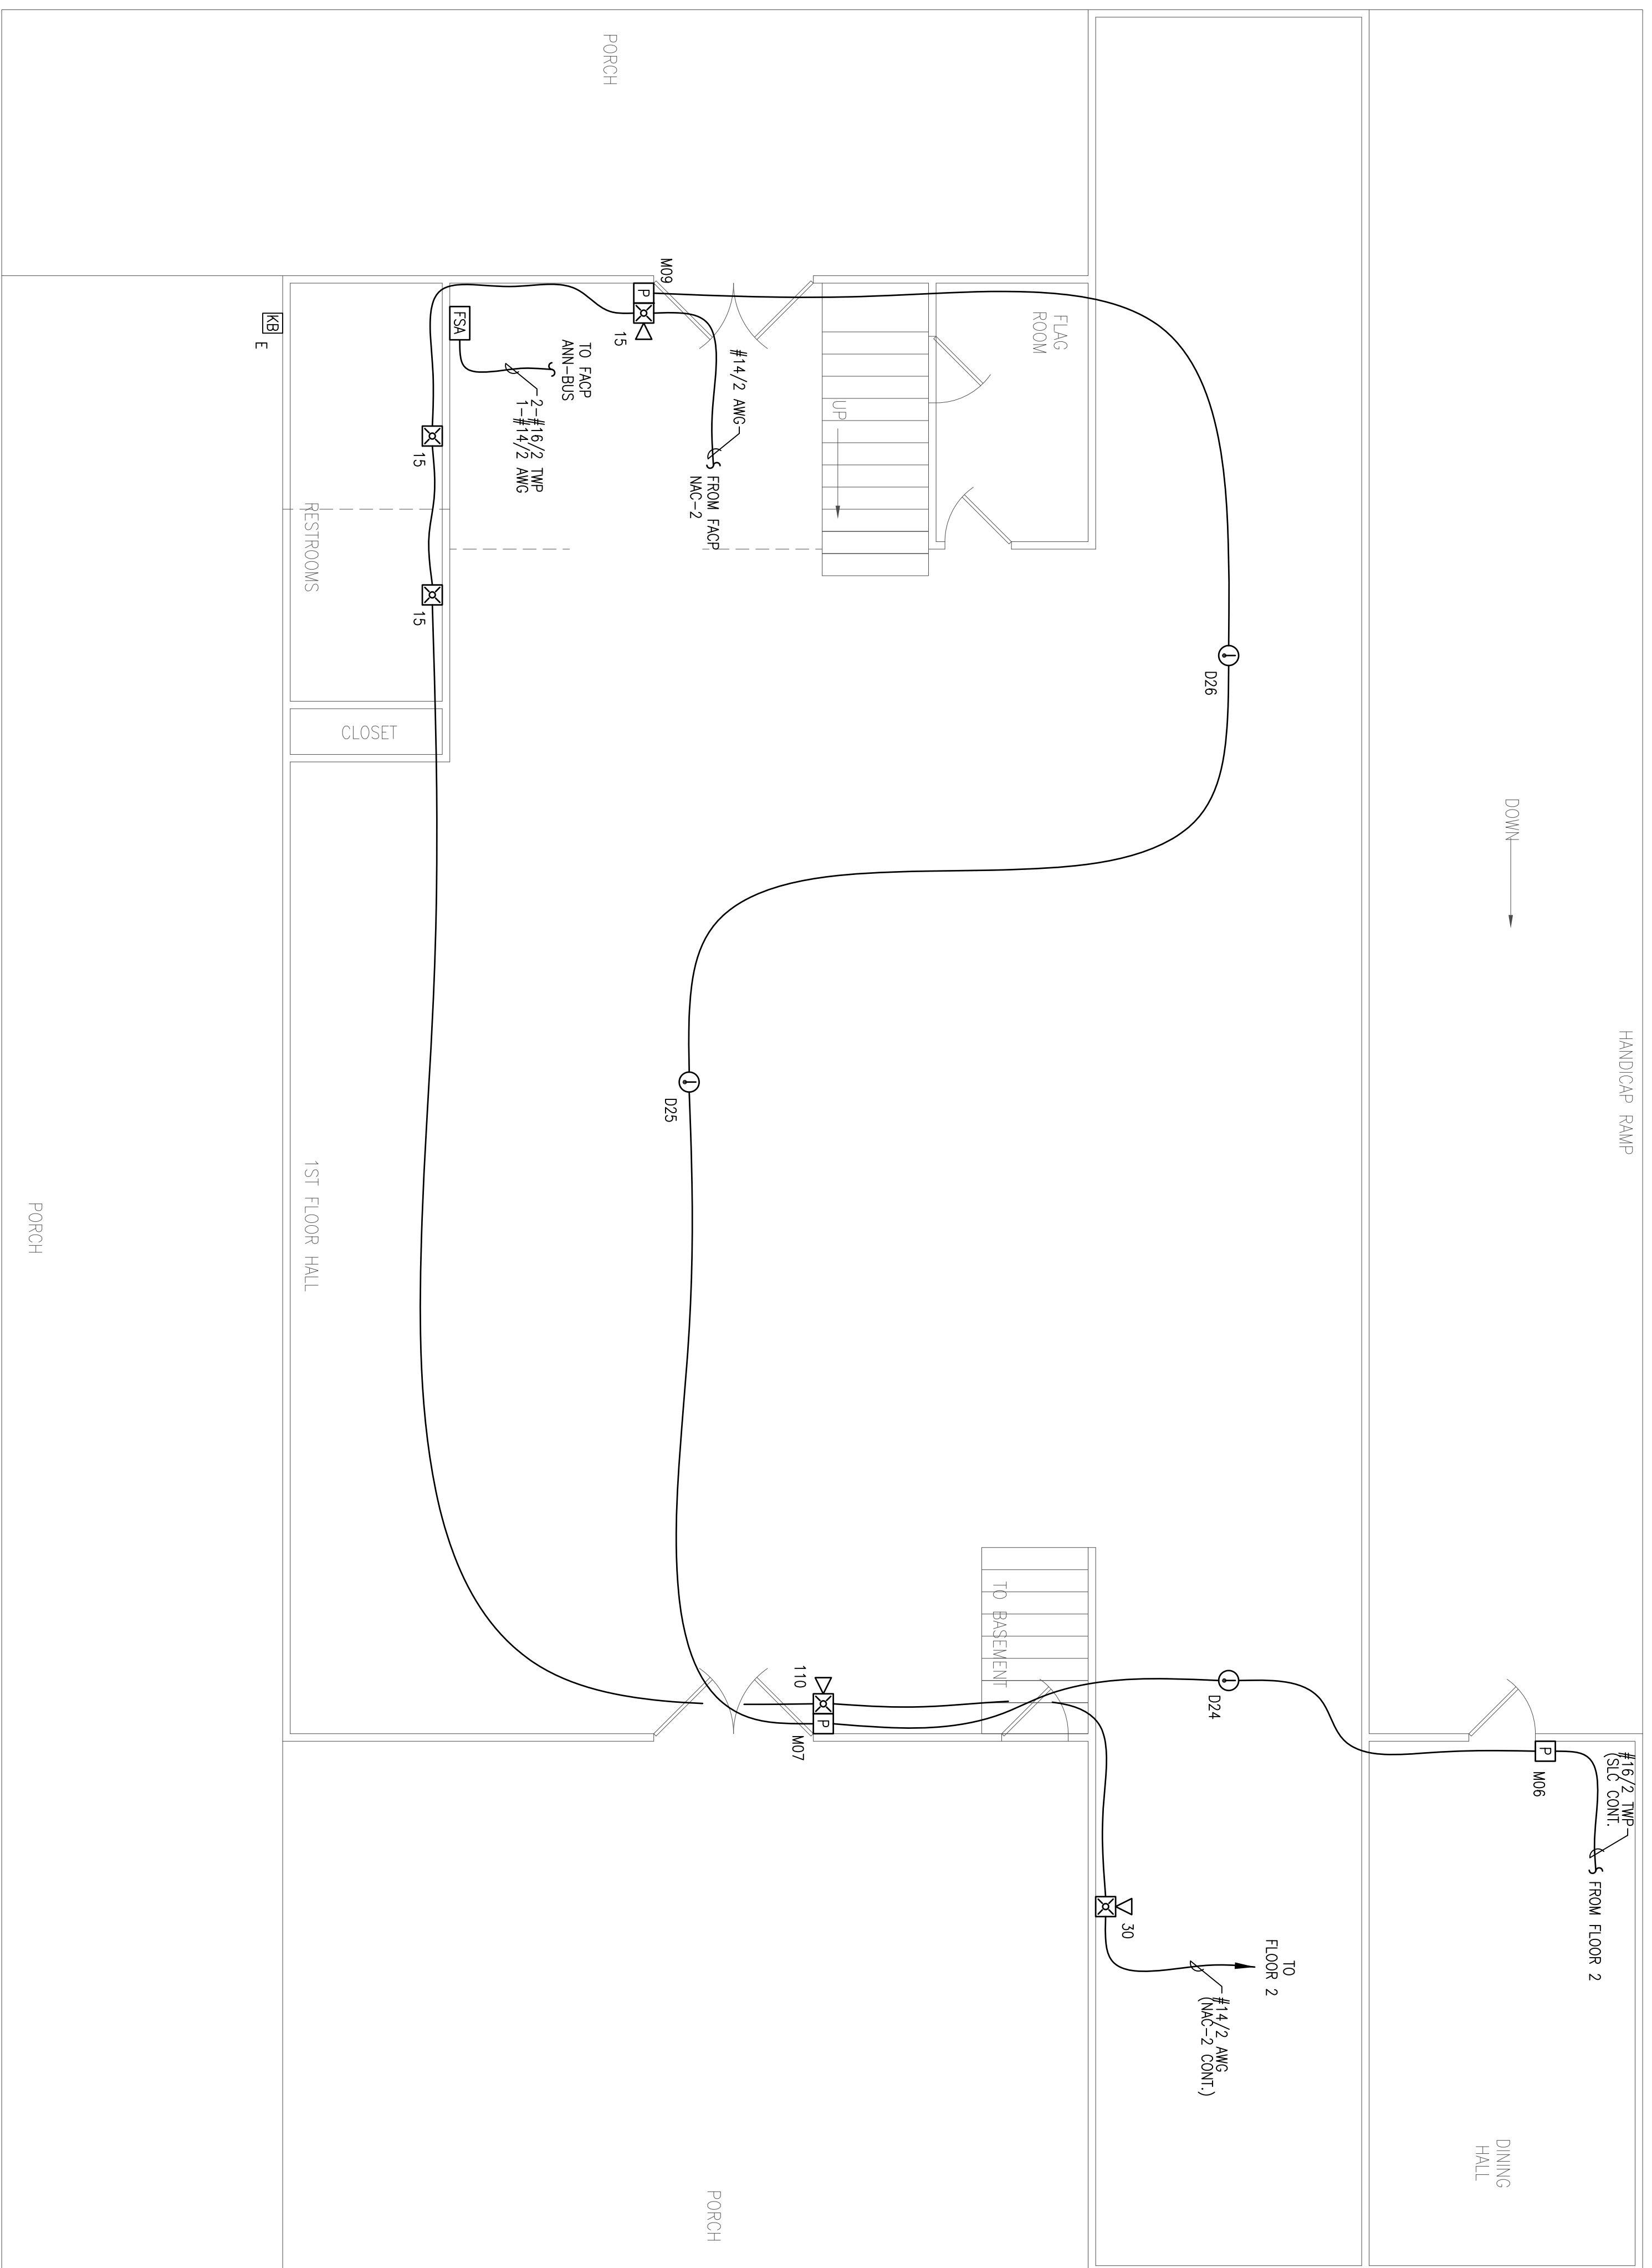 HANDICAP RAMP
#16/2 TWP
(SLC CONT.
FROM FLOOR 2
P
M06
DOWN
DINING
HALL
D26
D24
TO
FLOOR 2
#14/2 AWG
(NAC-2 CONT.)
30
FLAG
ROOM
TO BASEMENT
UP
110
P
M07
#14/2 AWG
FROM FACP
NAC-2
PORCH
D25
M09
P
15
PORCH
TO FACP
ANN-BUS
2-#16/2 TWP
1-#14/2 AWG
FSA
15
15
CLOSET
RESTROOMS
1ST FLOOR HALL
KB
E
PORCH